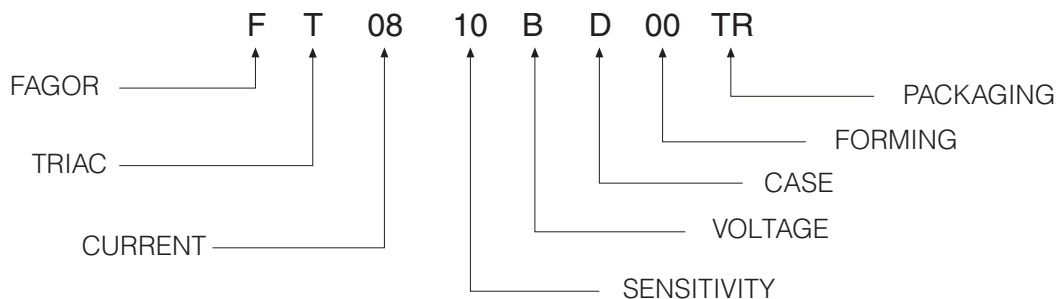 F T 08 10 B D 00 TR
FAGOR
PACKAGING
FORMING
TRIAC
CASE
VOLTAGE
CURRENT
SENSITIVITY